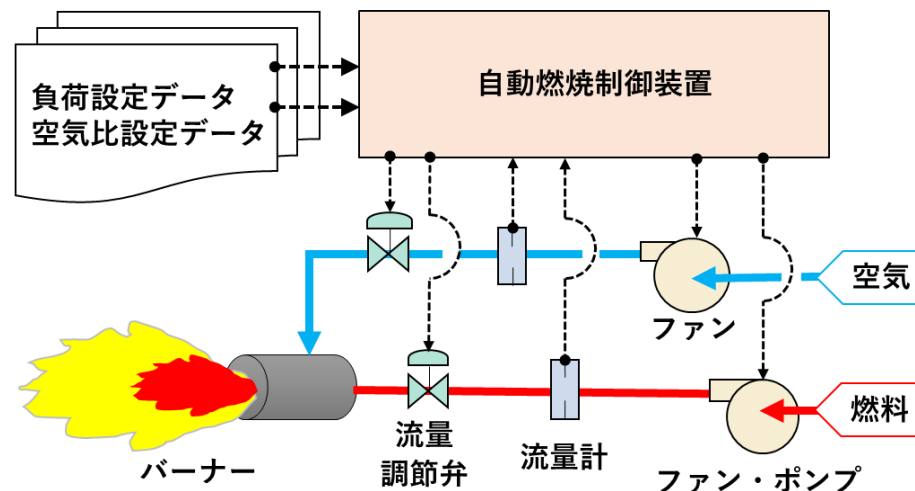 負荷設定データ
空気比設定データ
自動燃焼制御装置
空気
ファン
燃料
バーナー
流量
調節弁
流量計
ファン・ポンプ